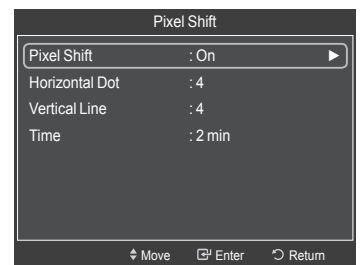 Pixel Shift
Pixel Shift : On ►
Horizontal Dot : 4
Vertical Line : 4
Time : 2 min
Move Enter Return